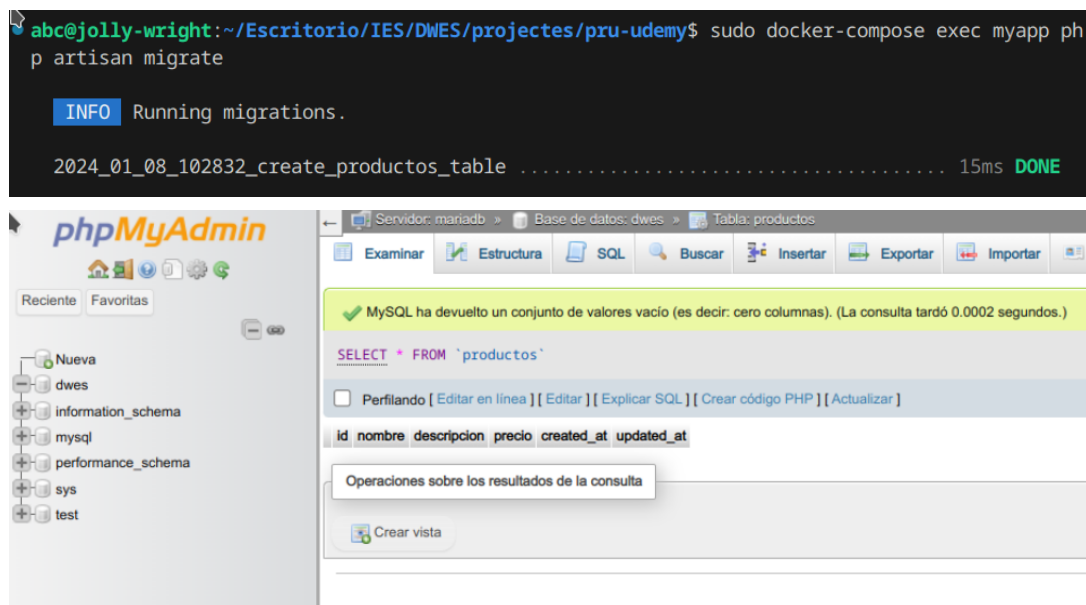 abc@jolly-wright:~/Escritorio/IES/DWES/projectes/pru-udemy$ sudo docker-compose exec myapp ph
p artisan migrate
INFO Running migrations.
2024_01_08_102832_create_productos_table ..................................... 15ms DONE
phpMyAdmin
Reciente Favoritas
Nueva
dwes
information_schema
mysql
performance_schema
sys
test
Servidor: mariadb » Base de datos: dwes » Tabla: productos
Examinar Estructura SQL Buscar Insertar Exportar Importar
MySQL ha devuelto un conjunto de valores vacío (es decir: cero columnas). (La consulta tardó 0.0002 segundos.)
SELECT * FROM `productos`
Perfilando [ Editar en línea ] [ Editar ] [ Explicar SQL ] [ Crear código PHP ] [ Actualizar ]
id nombre descripcion precio created_at updated_at
Operaciones sobre los resultados de la consulta
Crear vista